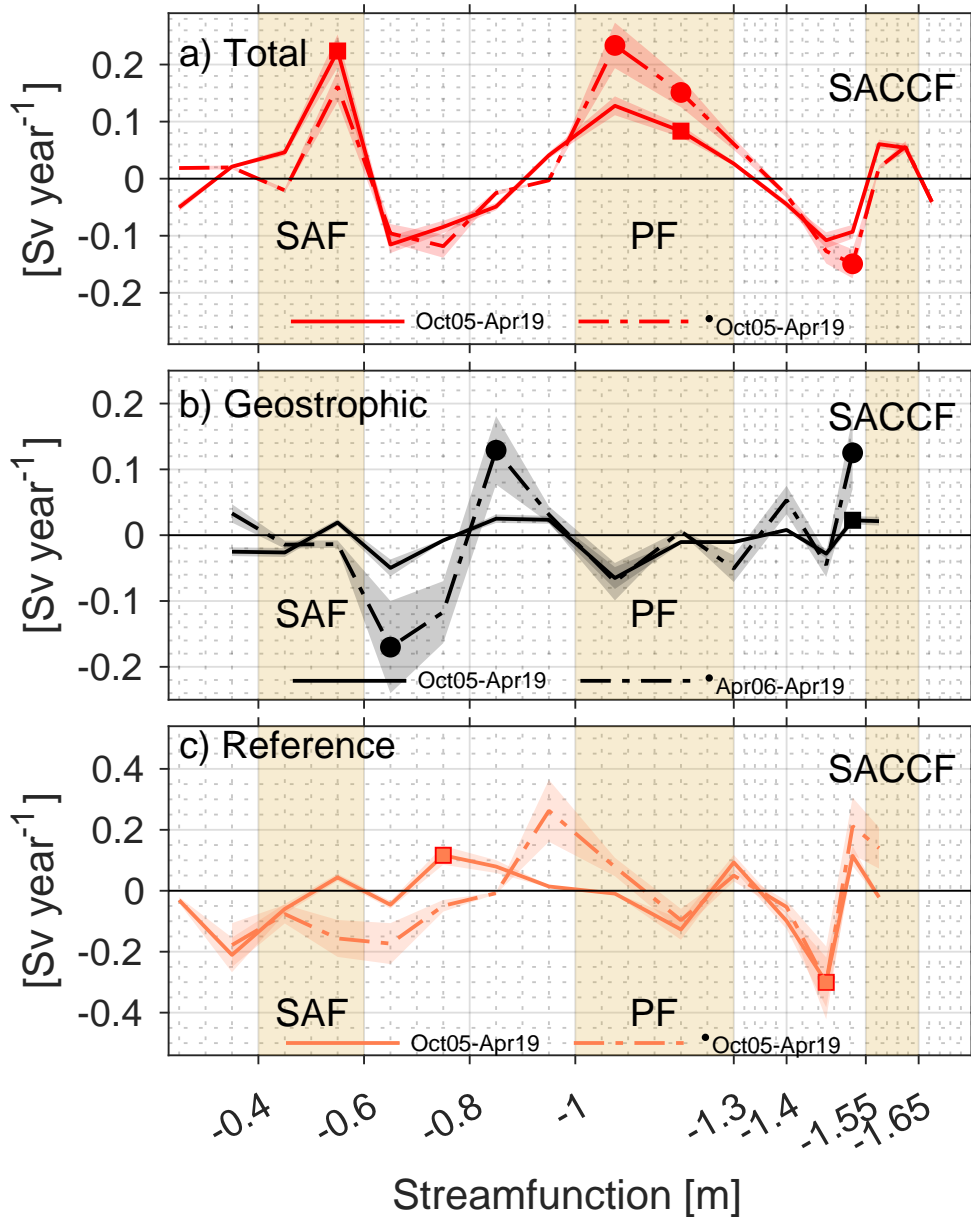 a) Total
SACCF
SAF
PF
0.2
0.1
0
-0.1
-0.2
[Sv year-1]
Oct05-Apr19
•Oct05-Apr19
b) Geostrophic
SACCF
SAF
PF
0.2
0.1
0
-0.1
-0.2
[Sv year-1]
Oct05-Apr19
•Apr06-Apr19
c) Reference
SACCF
SAF
PF
0.4
0.2
0
-0.2
-0.4
[Sv year-1]
Oct05-Apr19
•Oct05-Apr19
-0.4
-0.6
-0.8
-1
-1.3
-1.4
-1.55
-1.65
Streamfunction [m]